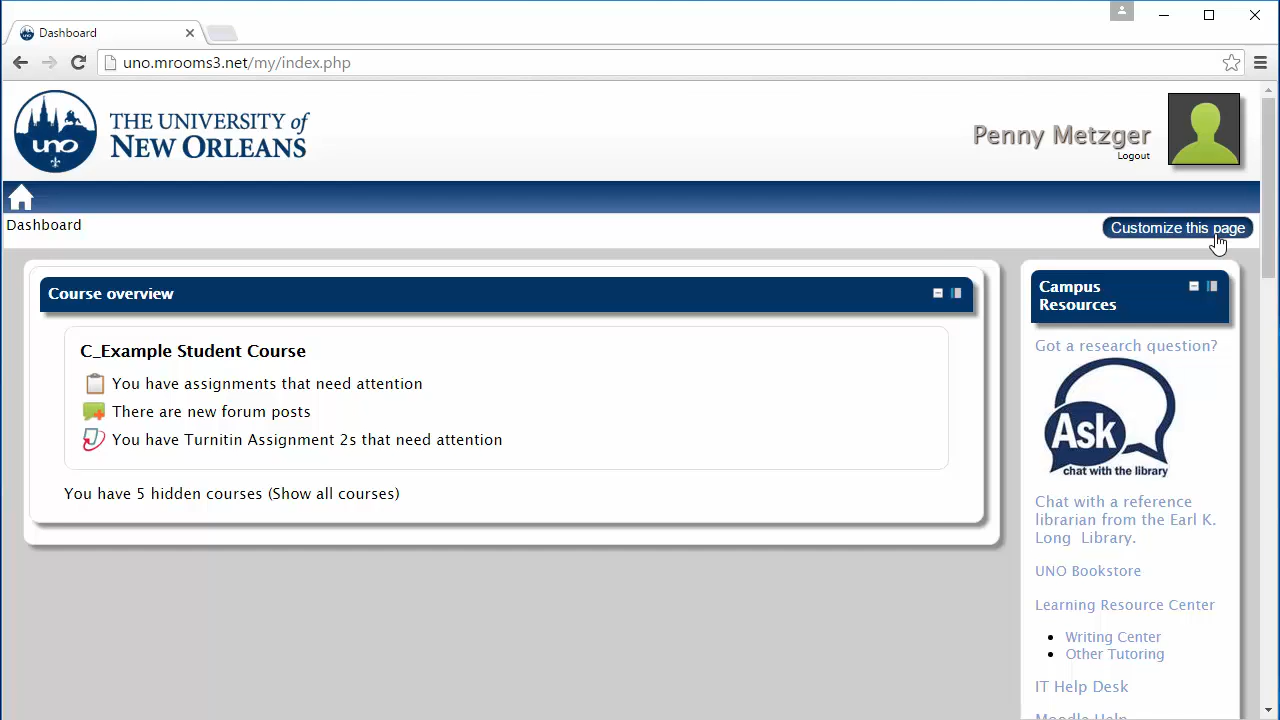 Dashboard
uno.mrooms3.net/my/index.php
uno
THE UNIVERSITY of
NEW ORLEANS
Penny Metzger
Logout
Dashboard
Customize this page
Course overview
C_Example Student Course
You have assignments that need attention
There are new forum posts
You have Turnitin Assignment 2s that need attention
You have 5 hidden courses (Show all courses)
Campus
Resources
Got a research question?
Ask
chat with the library
Chat with a reference
librarian from the Earl K.
Long Library.
UNO Bookstore
Learning Resource Center
Writing Center
Other Tutoring
IT Help Desk
Moodle Help